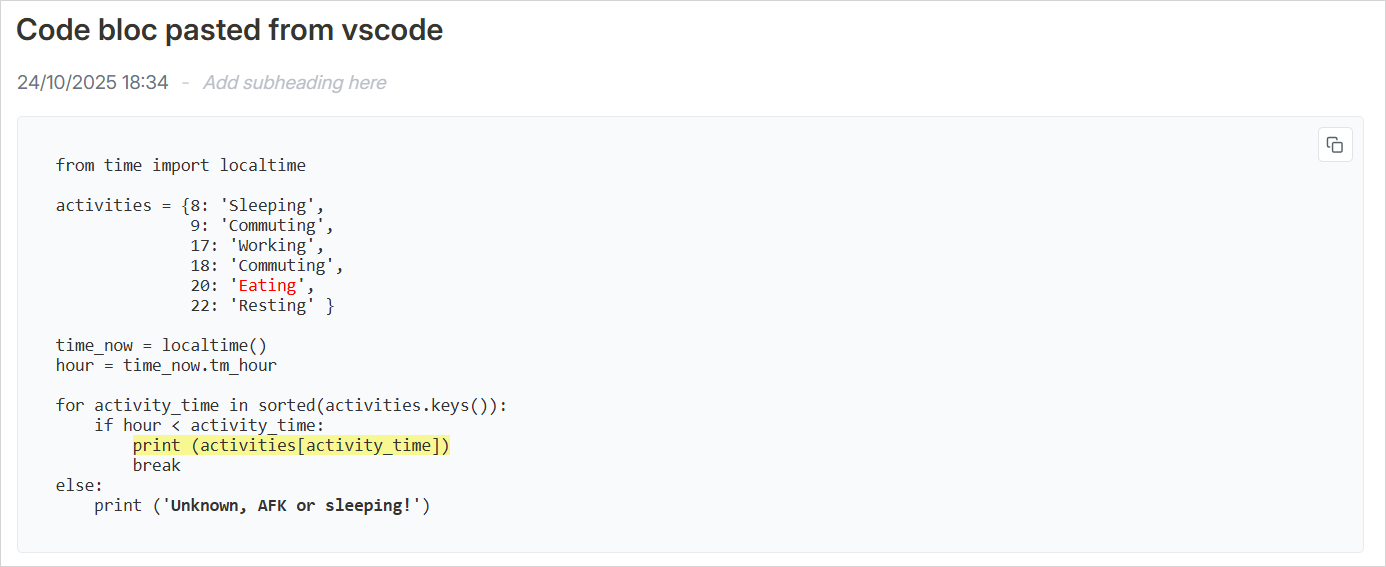 Code bloc pasted from vscode
24/10/2025 18:34 - Add subheading here
from time import localtime
activities = {8: 'Sleeping',
              9: 'Commuting',
              17: 'Working',
              18: 'Commuting',
              20: 'Eating',
              22: 'Resting' }
time_now = localtime()
hour = time_now.tm_hour
for activity_time in sorted(activities.keys()):
    if hour < activity_time:
        print (activities[activity_time])
        break
else:
    print ('Unknown, AFK or sleeping!')